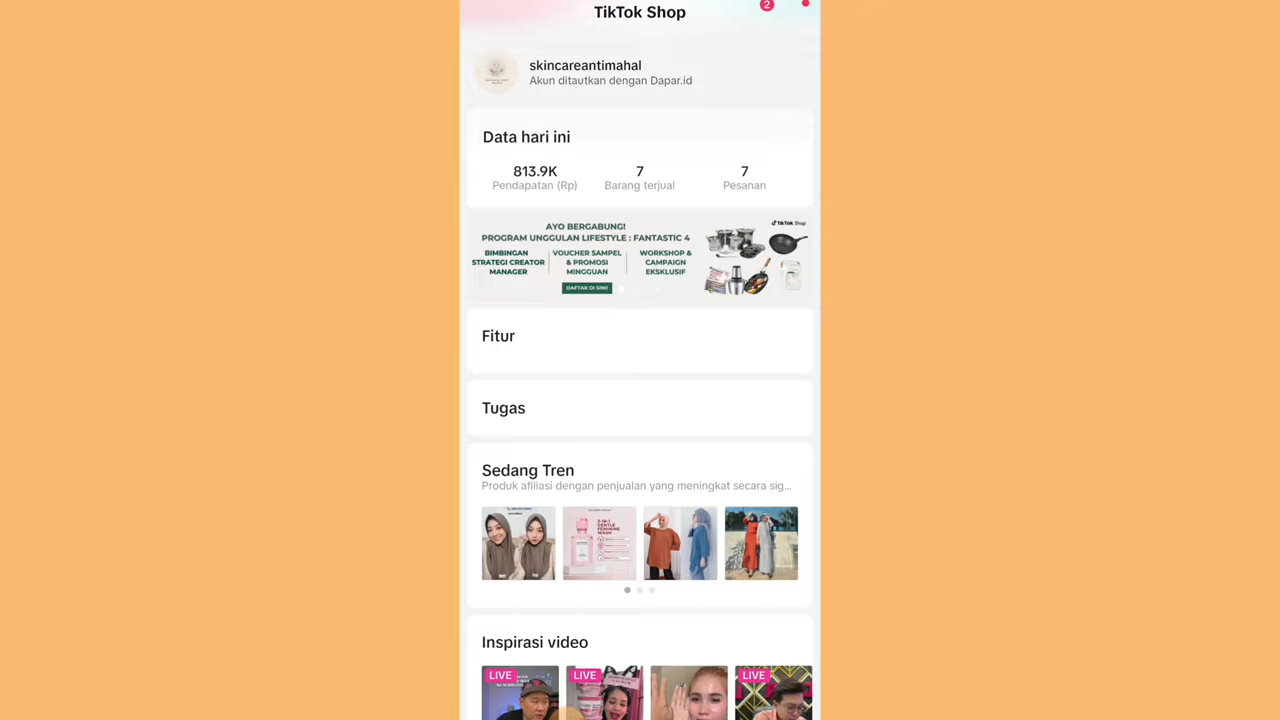 2
TikTok Shop
skincareantimahal
Akun ditautkan dengan Dapar.id
Data hari ini
813.9K
Pendapatan (Rp)
7
Barang terjual
7
Pesanan
AYO BERGABUNG!
PROGRAM UNGGULAN LIFESTYLE : FANTASTIC 4
BIMBINGAN
STRATEGI CREATOR
MANAGER
VOUCHER SAMPEL
& PROMOSI
MINGGUAN
WORKSHOP &
CAMPAIGN
EKSKLUSIF
DAFTAR DI SINI!
TikTok Shop
Fitur
Tugas
Sedang Tren
Produk afiliasi dengan penjualan yang meningkat secara sig...
GENTLE
FEMININE
WASH
Inspirasi video
LIVE
LIVE
LIVE